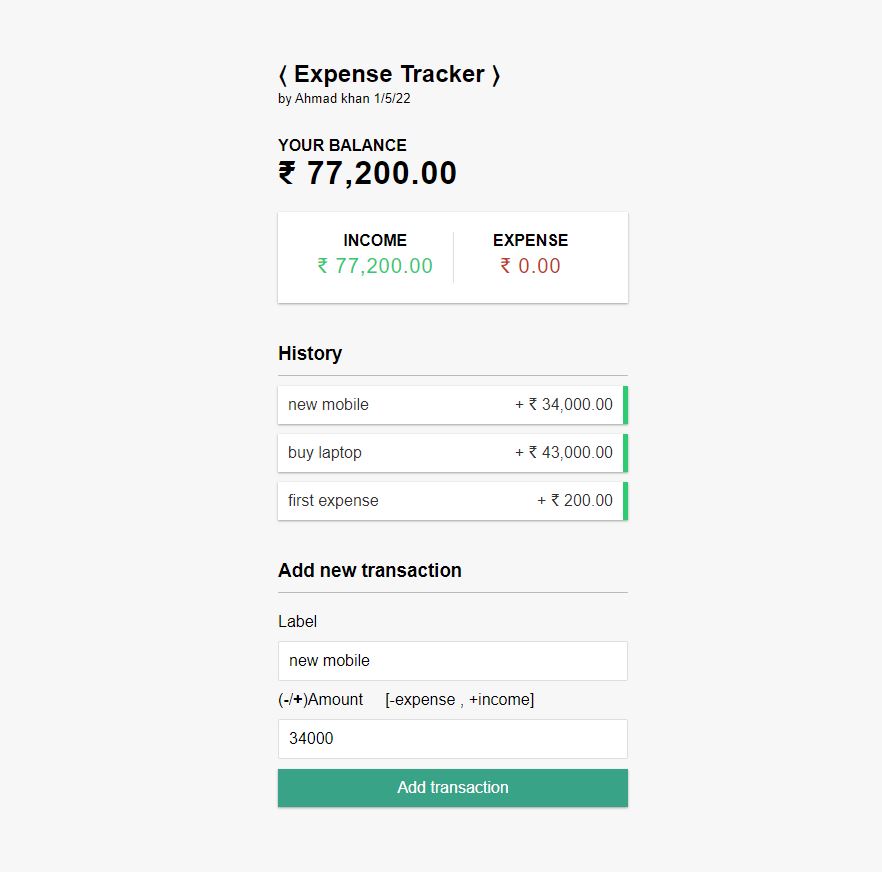 ⟨ Expense Tracker ⟩
by Ahmad khan 1/5/22
YOUR BALANCE
₹ 77,200.00
INCOME EXPENSE
₹ 77,200.00 ₹ 0.00
History
new mobile + ₹ 34,000.00
buy laptop + ₹ 43,000.00
first expense + ₹ 200.00
Add new transaction
Label
new mobile
(-/+)Amount [-expense , +income]
34000
Add transaction